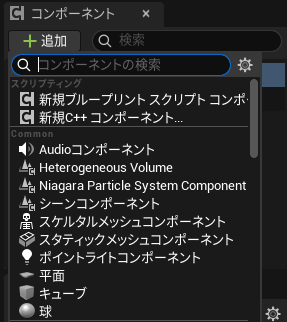 コンポーネント
追加
検索
コンポーネントの検索
スクリプティング
新規ブループリント スクリプト コンポ
新規C++ コンポーネント...
Common
Audioコンポーネント
Heterogeneous Volume
Niagara Particle System Component
シーンコンポーネント
スケルタルメッシュコンポーネント
スタティックメッシュコンポーネント
ポイントライトコンポーネント
平面
キューブ
球